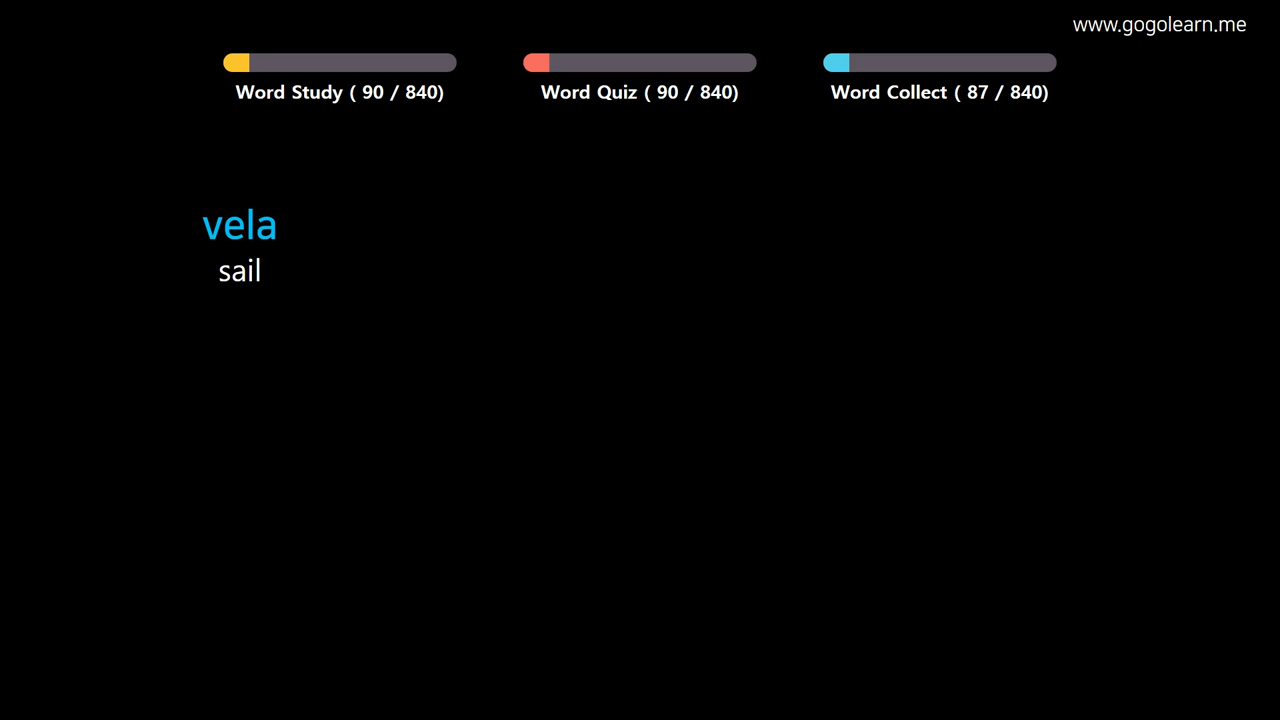 www.gogolearn.me
Word Study ( 90 / 840)
Word Quiz ( 90 / 840)
Word Collect ( 87 / 840)
vela
sail